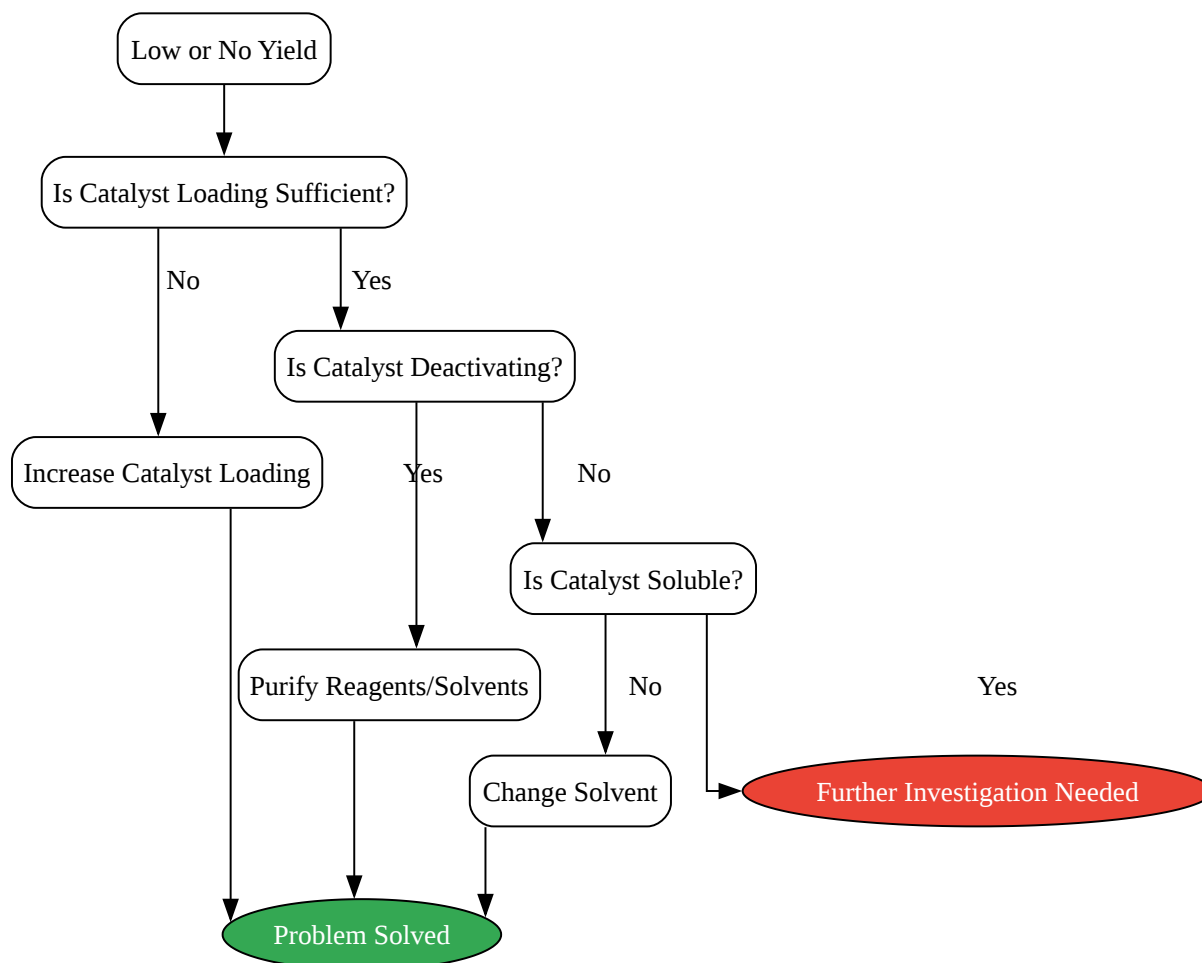 Low or No Yield
Is Catalyst Loading Sufficient?
No
Yes
Is Catalyst Deactivating?
Increase Catalyst Loading
Yes
No
Is Catalyst Soluble?
Purify Reagents/Solvents
No
Yes
Change Solvent
Further Investigation Needed
Problem Solved